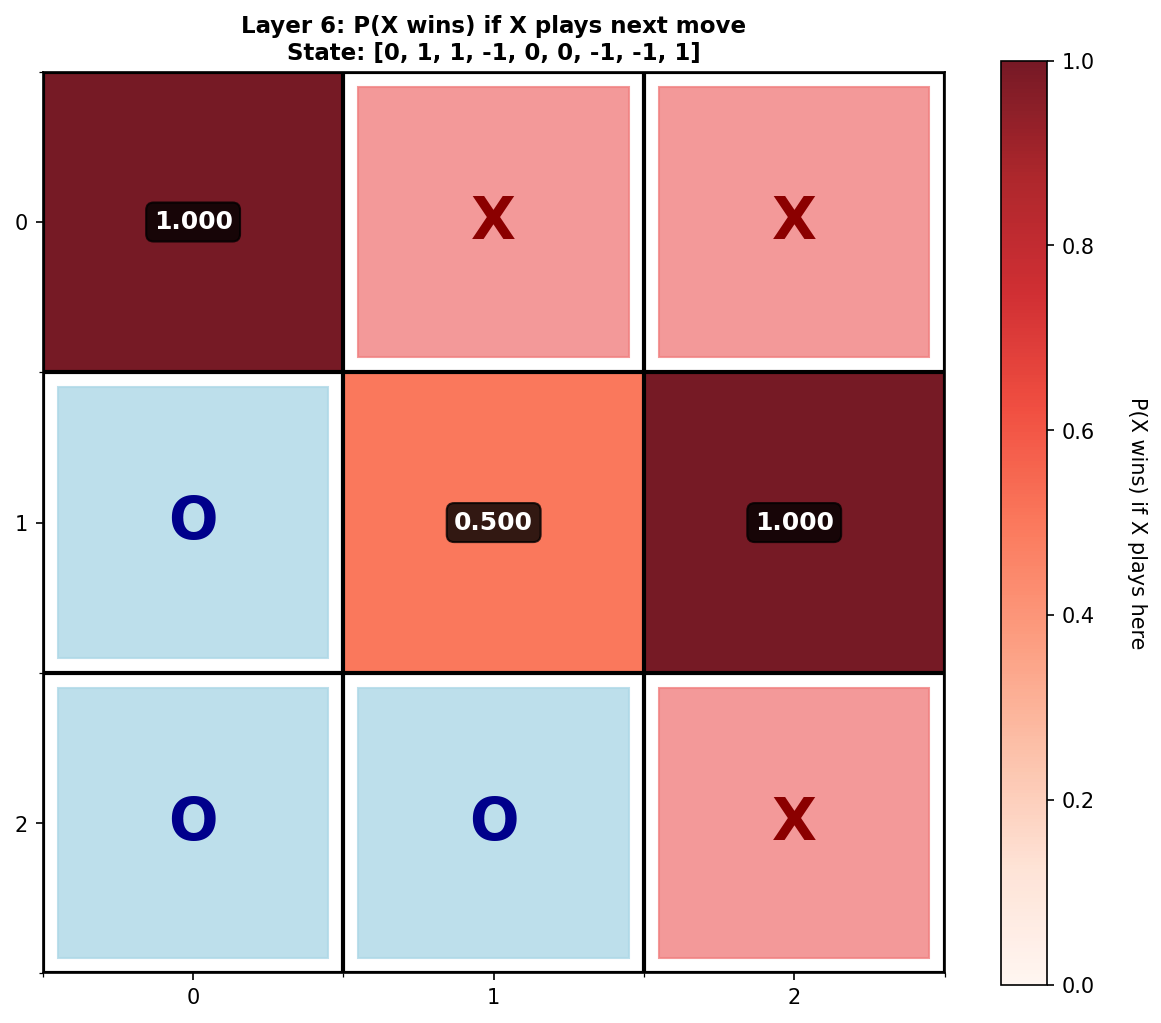 Layer 6: P(X wins) if X plays next move
State: [0, 1, 1, -1, 0, 0, -1, -1, 1]
1.0
0.8
0.6
0.4
0.2
0.0
P(X wins) if X plays here
0
1.000
X
X
1
O
0.500
1.000
2
O
O
X
0
1
2